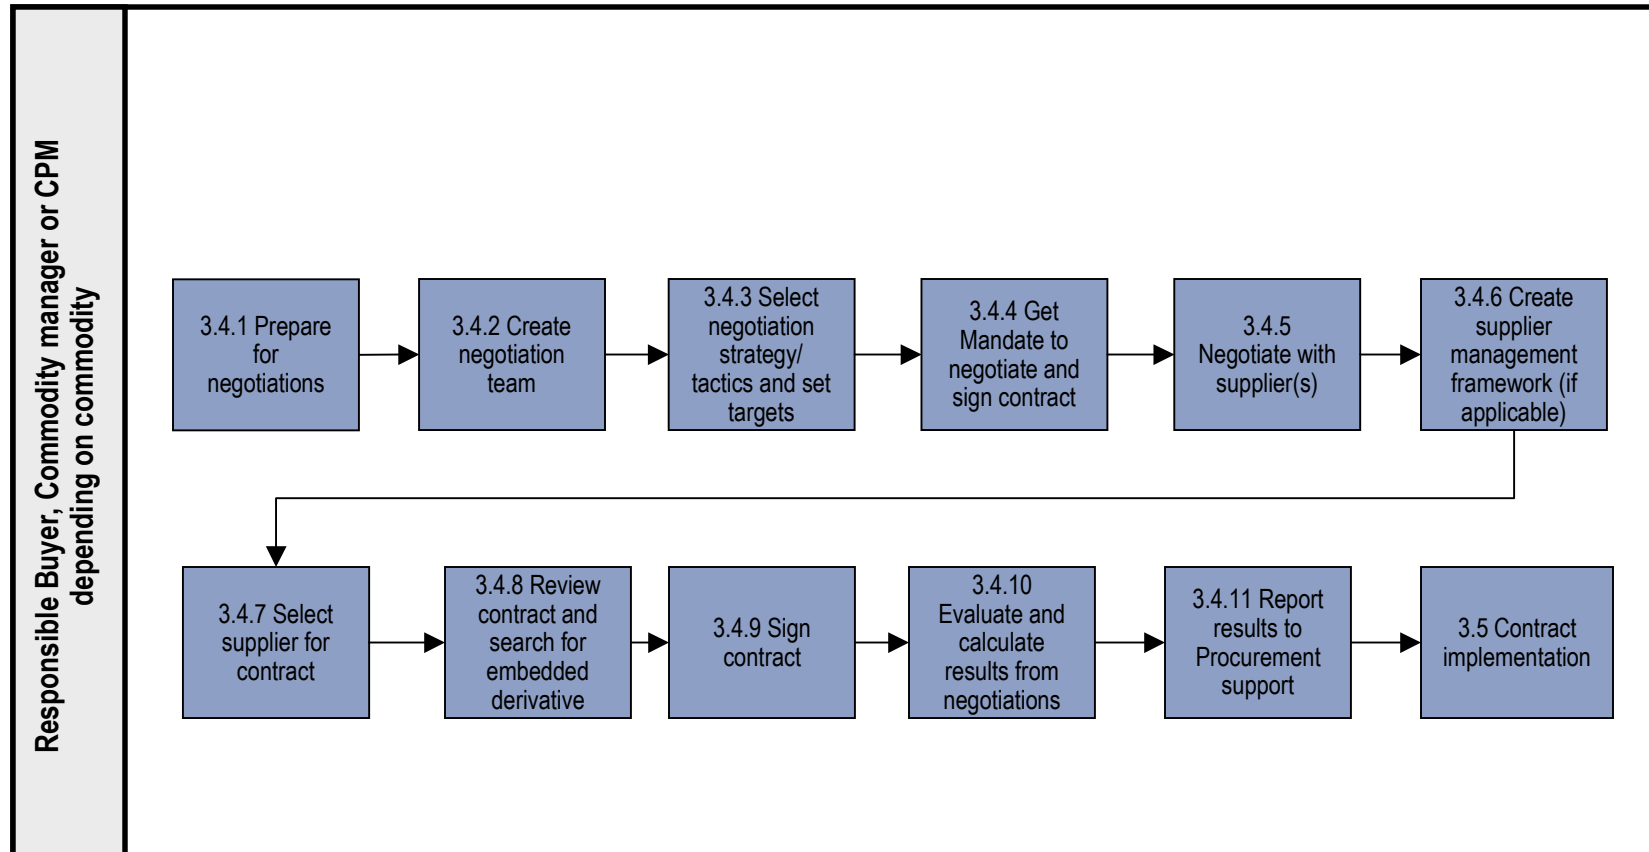 Responsible Buyer, Commodity manager or CPM
depending on commodity
3.4.1 Prepare
for
negotiations
3.4.2 Create
negotiation
team
3.4.3 Select
negotiation
strategy/
tactics and set
targets
3.4.4 Get
Mandate to
negotiate and
sign contract
3.4.5
Negotiate with
supplier(s)
3.4.6 Create
supplier
management
framework (if
applicable)
3.4.7 Select
supplier for
contract
3.4.8 Review
contract and
search for
embedded
derivative
3.4.9 Sign
contract
3.4.10
Evaluate and
calculate
results from
negotiations
3.4.11 Report
results to
Procurement
support
3.5 Contract
implementation